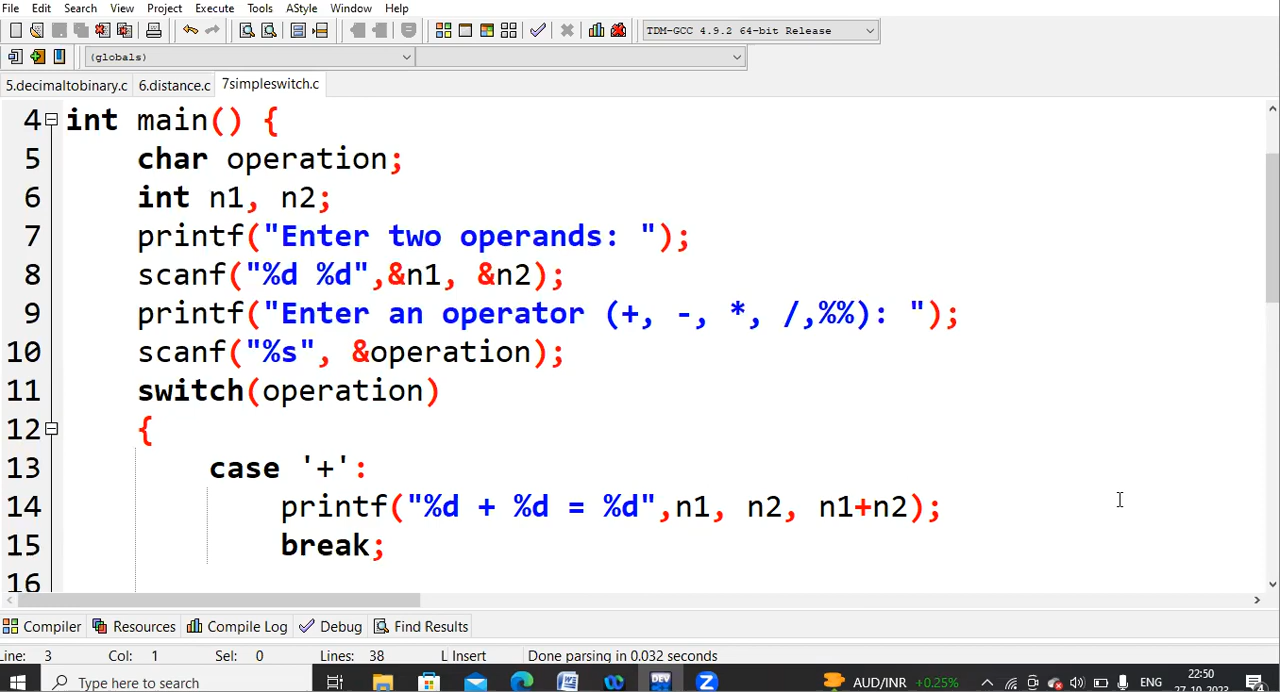 File Edit Search View Project Execute Tools AStyle Window Help
TDM-GCC 4.9.2 64-bit Release
(globals)
5.decimaltobinary.c 6.distance.c 7simpleswitch.c
4 int main() {
5 char operation;
6 int n1, n2;
7 printf("Enter two operands: ");
8 scanf("%d %d",&n1, &n2);
9 printf("Enter an operator (+, -, *, /,%%): ");
10 scanf("%s", &operation);
11 switch(operation)
12 {
13 case '+':
14 printf("%d + %d = %d",n1, n2, n1+n2);
15 break;
16
Compiler Resources Compile Log Debug Find Results
Line: 3 Col: 1 Sel: 0 Lines: 38 Insert Done parsing in 0.032 seconds
Type here to search DEV AUD/INR +0.25% ENG 22:50